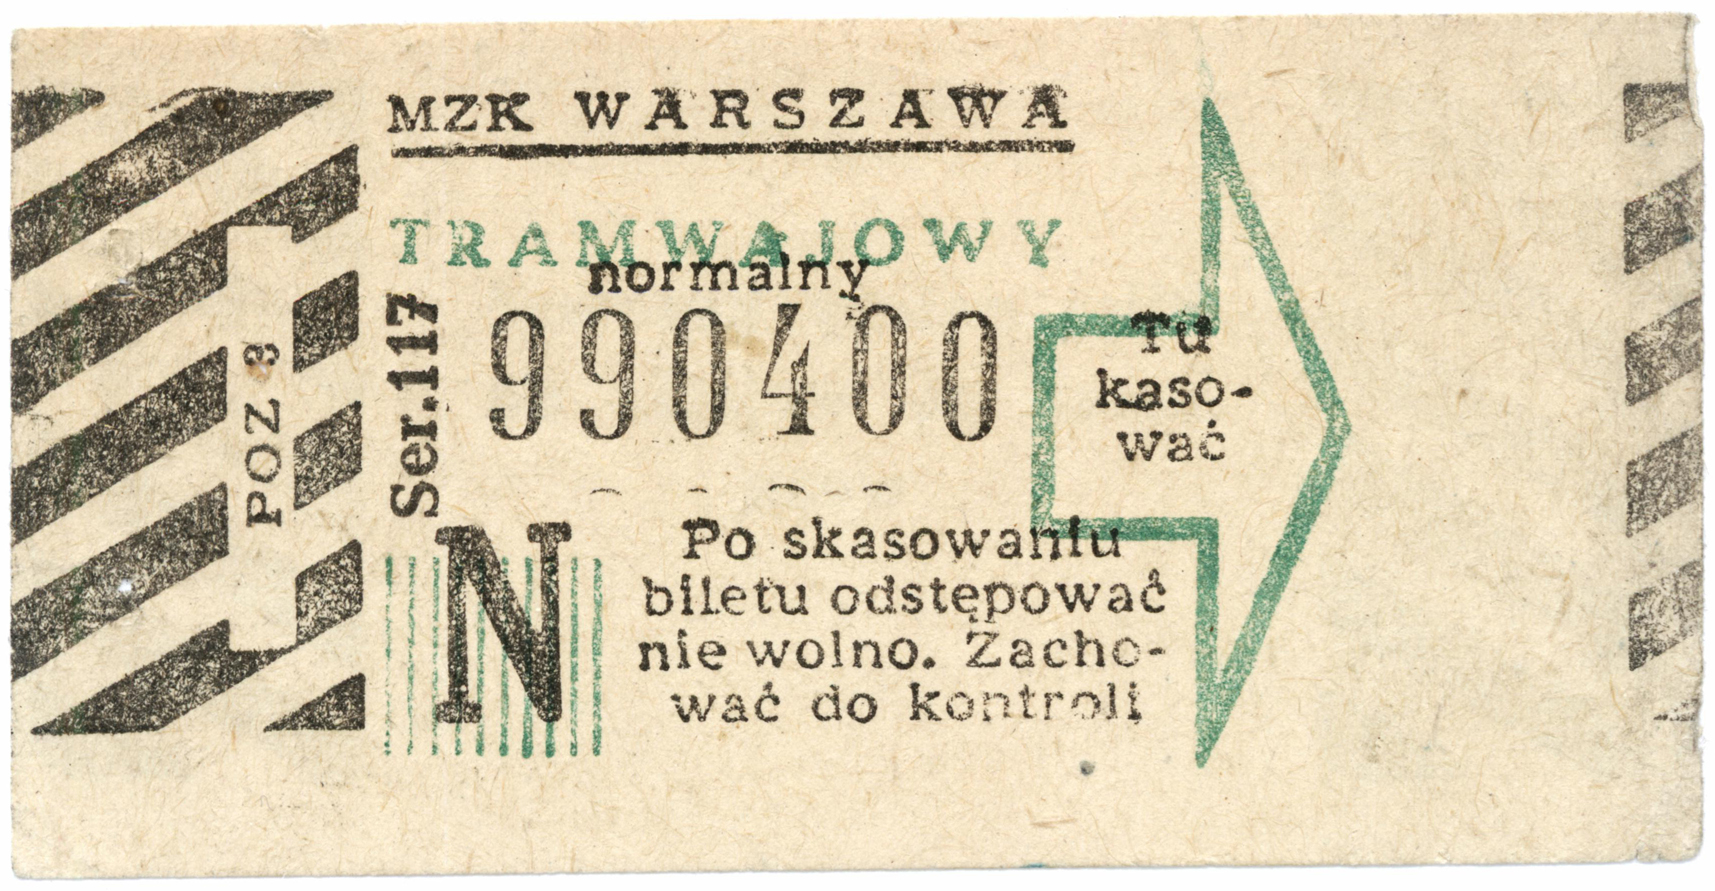 MZK WARSZAWA
TRAMWAJOWY
normalny
POZ 8
Ser.117
990400
Tu
kaso-
wać
N
Po skasowaniu
biletu odstępować
nie wolno. Zacho-
wać do kontroli